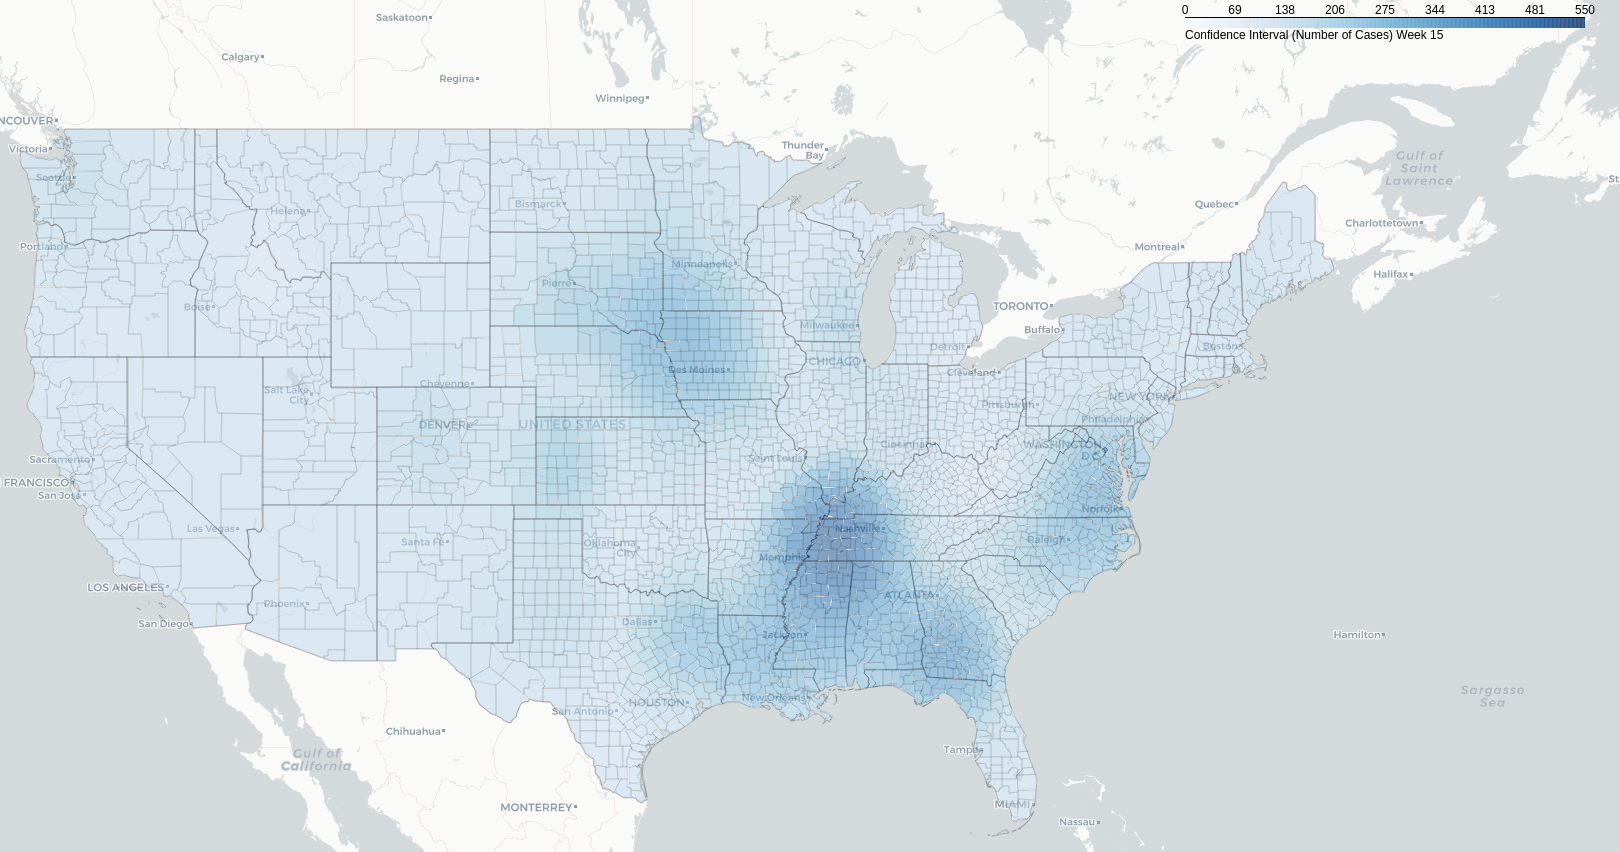 0 69 138 206 275 344 413 481 550
Confidence Interval (Number of Cases) Week 15
Saskatoon
Calgary
Regina
Winnipeg
NCOUVER
Victoria
Thunder
Bay
Gulf of
Saint
Lawrence
Seattle
St
Bismarck
Helena
Quebec
Charlottetown
Portland
Montreal
Minneapolis
Halifax
Pierre
Boise
TORONTO
Milwaukee
Buffalo
Detroit
Boston
CHICAGO
Des Moines
Cleveland
Cheyenne
Salt Lake
City
NEW YORK
Pittsburgh
Philadelphia
DENVER
UNITED STATES
Cincinnati
WASHINGTON
D.C.
Sacramento
Saint Louis
FRANCISCO
San Jose
Norfolk
Las Vegas
Nashville
Santa Fe
Oklahoma
City
Raleigh
Memphis
LOS ANGELES
ATLANTA
Phoenix
San Diego
Dallas
Jackson
Hamilton
Sargasso
Sea
New Orleans
HOUSTON
San Antonio
Chihuahua
Gulf of
California
Tampa
MONTERREY
MIAMI
Nassau